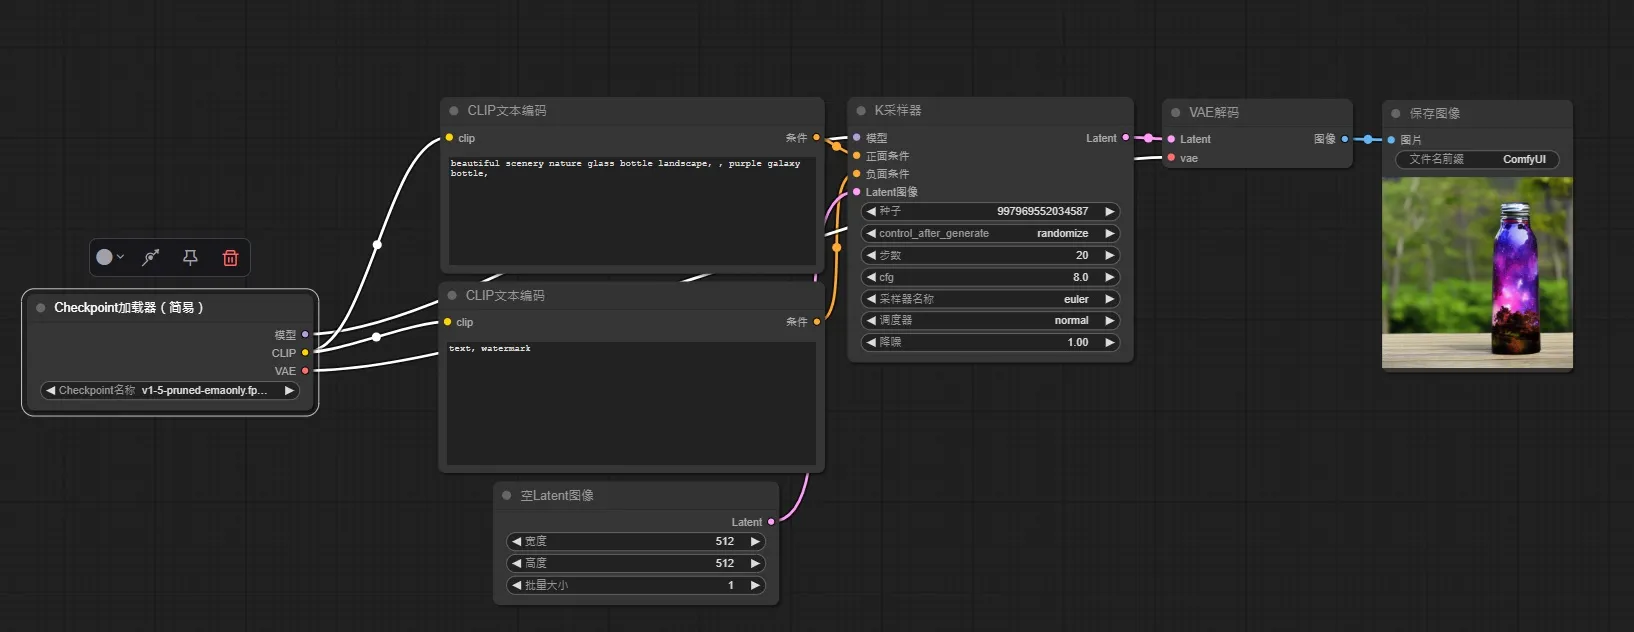 Checkpoint加载器（简易）
模型
CLIP
VAE
Checkpoint名称 v1-5-pruned-emaonly.fp...
CLIP文本编码
clip 条件
beautiful scenery nature glass bottle landscape, , purple galaxy
bottle,
CLIP文本编码
clip 条件
text, watermark
空Latent图像
Latent
宽度 512
高度 512
批量大小 1
K采样器
模型 Latent
正面条件
负面条件
Latent图像
种子 997969552034587
control_after_generate randomize
步数 20
cfg 8.0
采样器名称 euler
调度器 normal
降噪 1.00
VAE解码
Latent 图像
vae
保存图像
图片
文件名前缀 ComfyUI